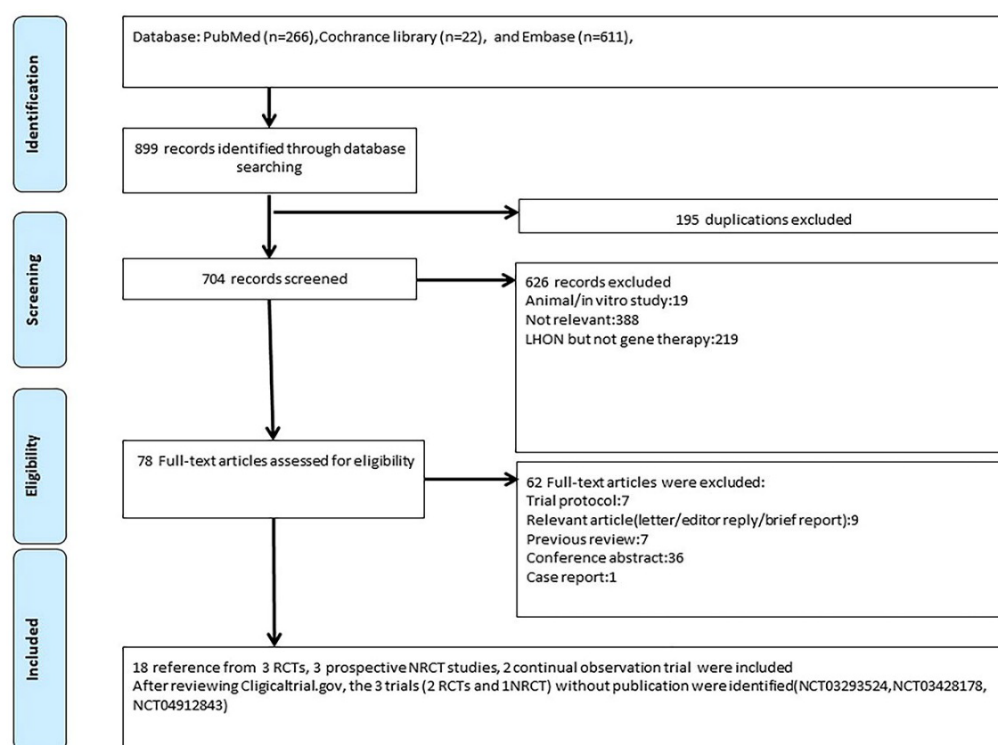 Identification
Database: PubMed (n=266),Cochrance library (n=22), and Embase (n=611),
899 records identified through database
searching
195 duplications excluded
Screening
704 records screened
626 records excluded
Animal/in vitro study:19
Not relevant:388
LHON but not gene therapy:219
Eligibility
78 Full-text articles assessed for eligibility
62 Full-text articles were excluded:
Trial protocol:7
Relevant article(letter/editor reply/brief report):9
Previous review:7
Conference abstract:36
Case report:1
Included
18 reference from 3 RCTs, 3 prospective NRCT studies, 2 continual observation trial were included
After reviewing Cligicaltrial.gov, the 3 trials (2 RCTs and 1NRCT) without publication were identified(NCT03293524,NCT03428178,
NCT04912843)